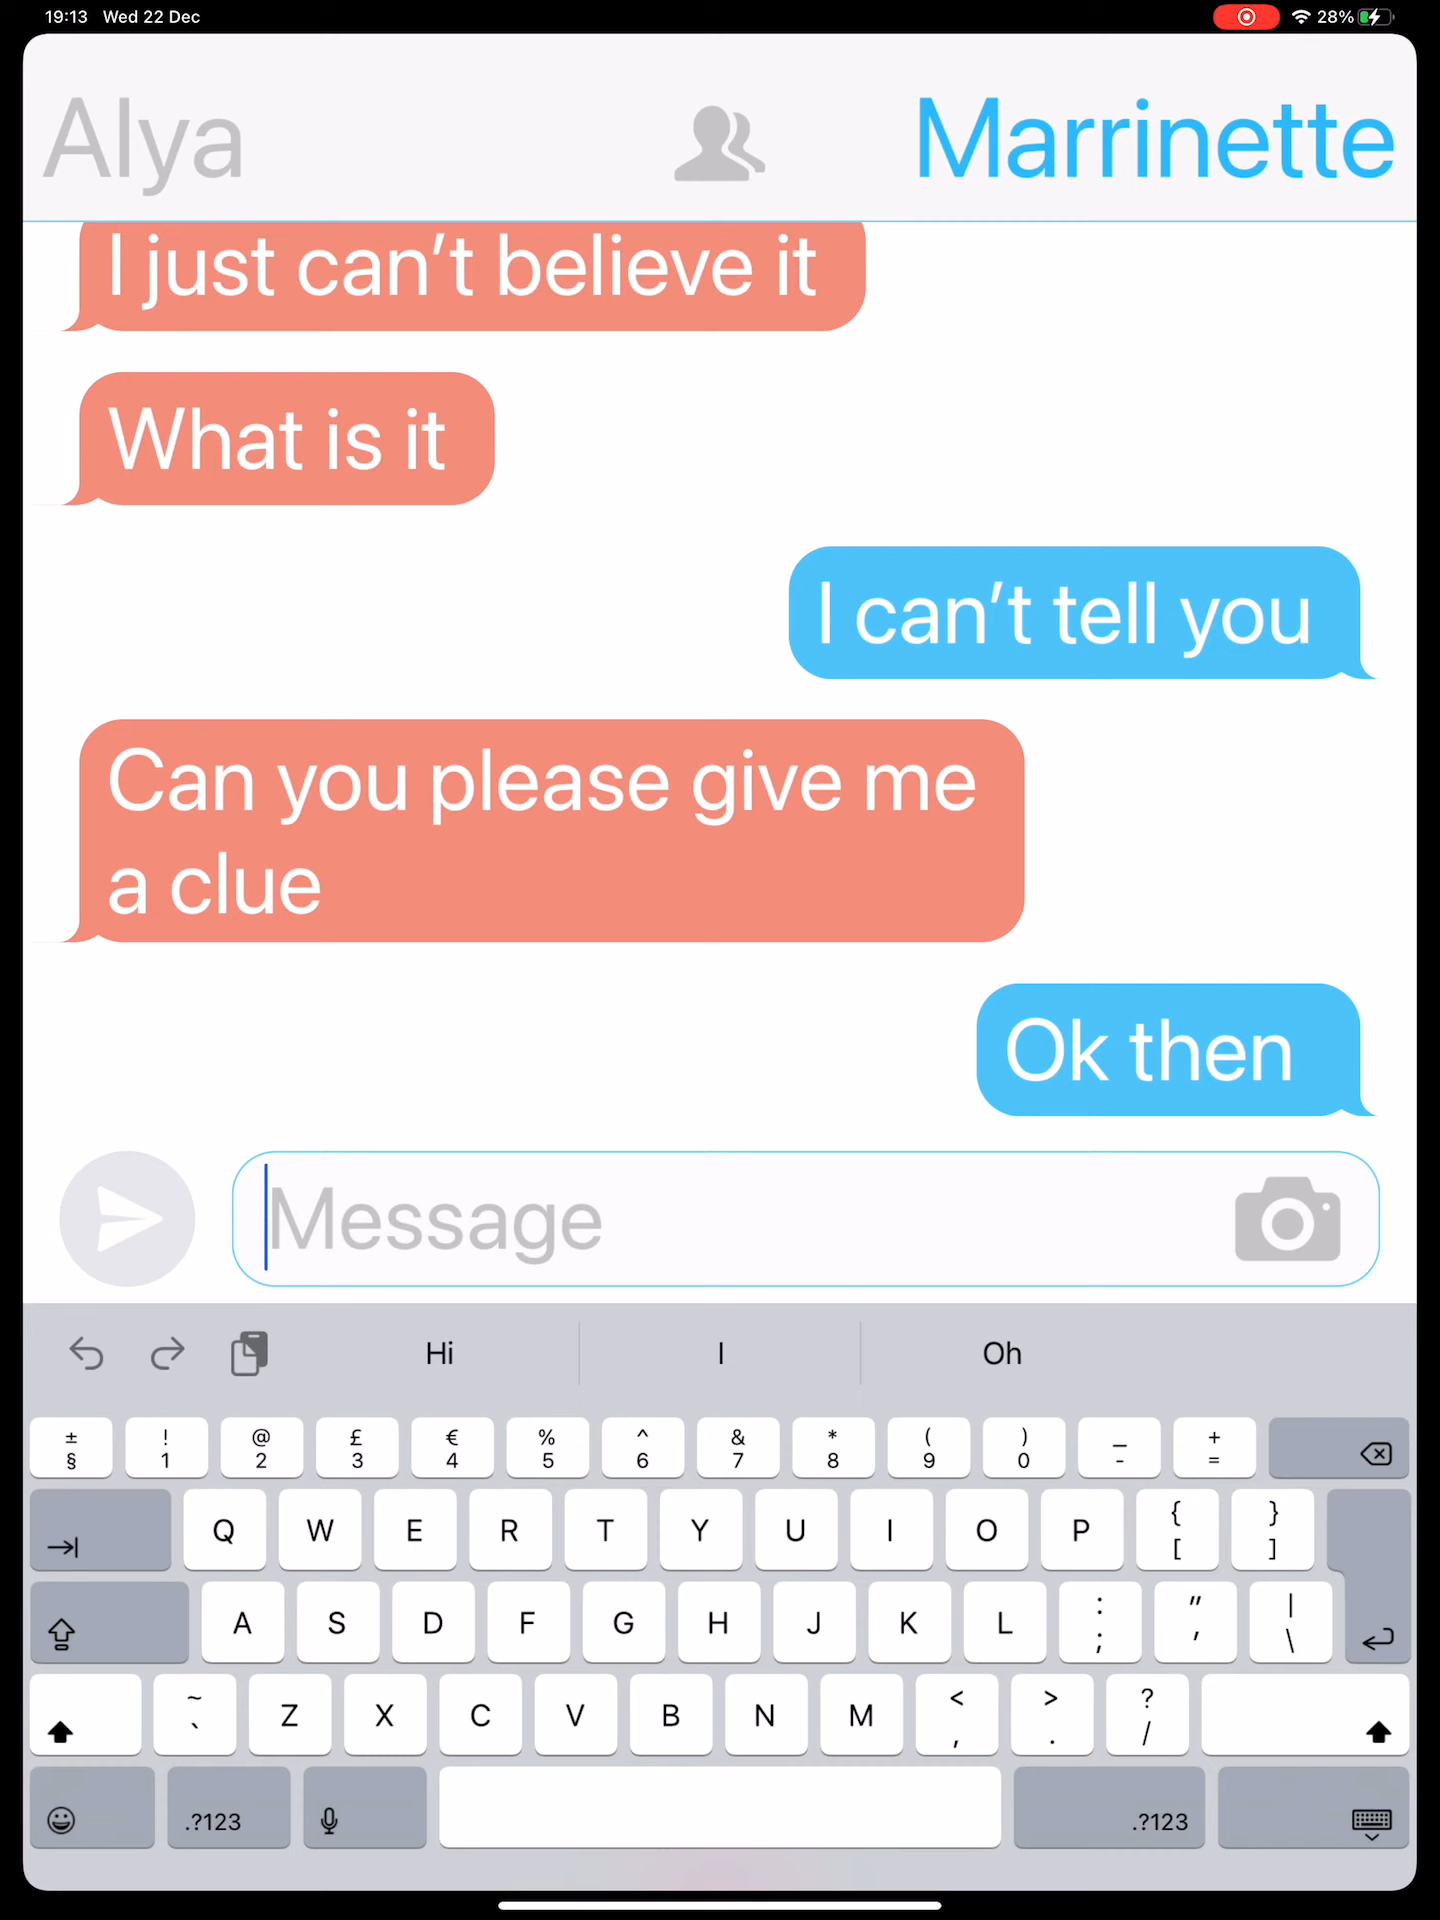 19:13 Wed 22 Dec
28%
Alya
Marrinette
I just can’t believe it
What is it
I can’t tell you
Can you please give me
a clue
Ok then
Message
Hi I Oh
± ! @ £ € % ^ & * ( ) _ +
§ 1 2 3 4 5 6 7 8 9 0 - =
Q W E R T Y U I O P { }
[ ]
A S D F G H J K L : " |
; ' \
~ Z X C V B N M < > ?
` , . /
.?123 .?123